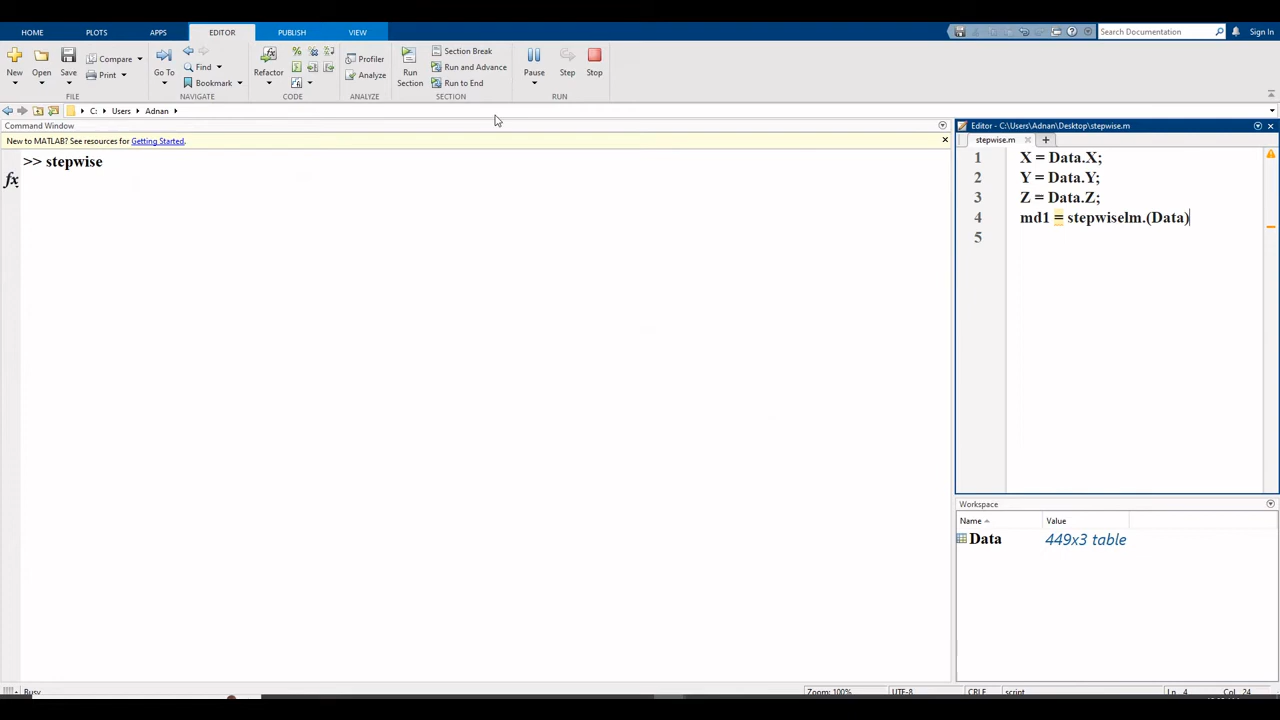 HOME PLOTS APPS EDITOR PUBLISH VIEW Search Documentation Sign In
New Open Save Compare Print Go To Find Bookmark Refactor Profiler Analyze Run Section Section Break Run and Advance Run to End Pause Step Stop
FILE NAVIGATE CODE ANALYZE SECTION RUN
C: Users Adnan
Command Window
New to MATLAB? See resources for Getting Started.
>> stepwise
fx
Editor - C:\Users\Adnan\Desktop\stepwise.m
stepwise.m
1 X = Data.X;
2 Y = Data.Y;
3 Z = Data.Z;
4 md1 = stepwiselm.(Data)
5
Workspace
Name Value
Data 449x3 table
Busy Zoom: 100% UTF-8 CRLF script Ln 4 Col 24